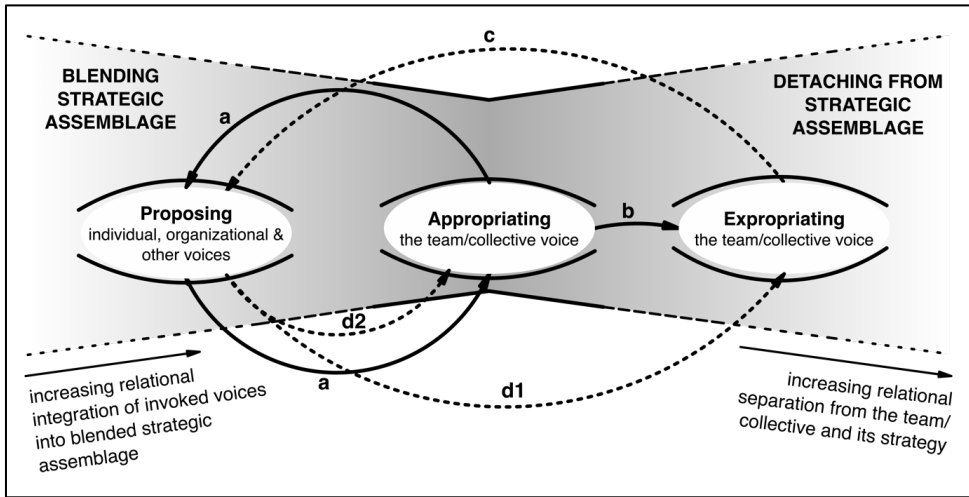 c
BLENDING
STRATEGIC
ASSEMBLAGE
DETACHING FROM
STRATEGIC
ASSEMBLAGE
a
Proposing
individual, organizational &
other voices
Appropriating
the team/collective voice
b
Expropriating
the team/collective voice
d2
a
d1
increasing relational
integration of invoked voices
into blended strategic
assemblage
increasing relational
separation from the team/
collective and its strategy